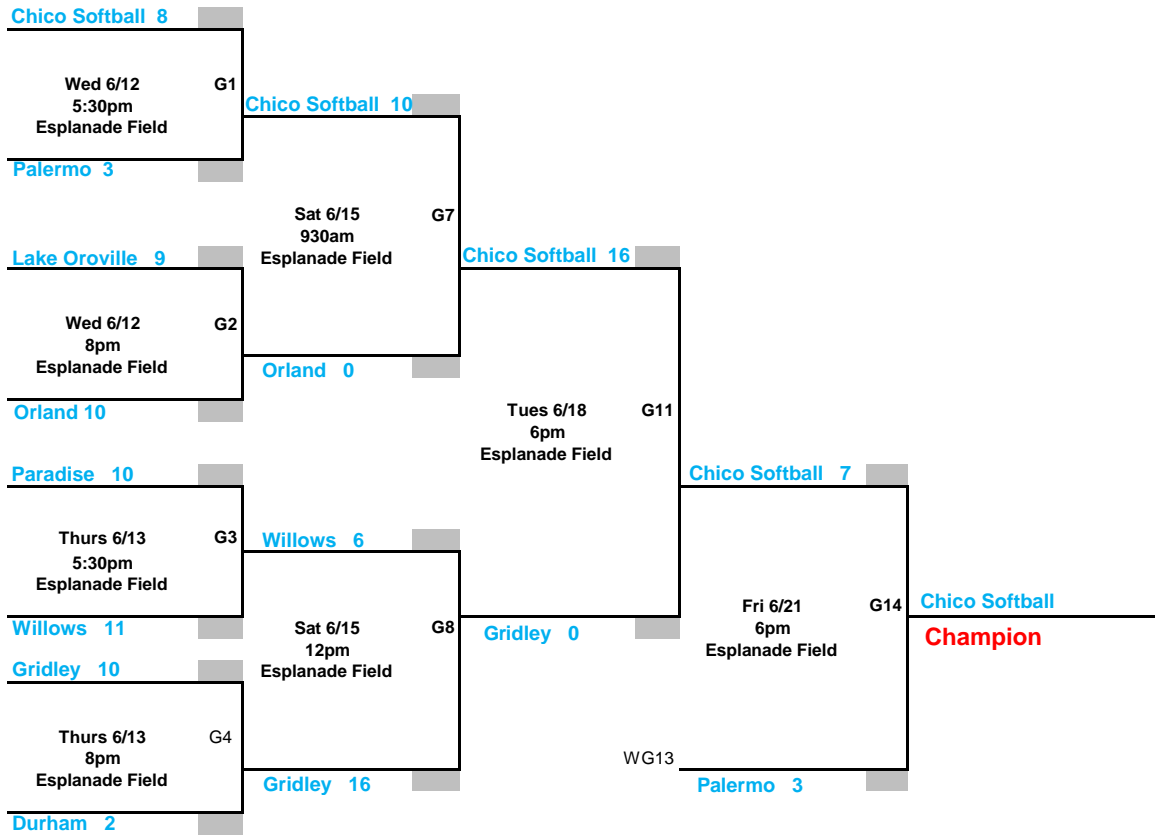 Chico Softball 8
Wed 6/12
G1
5:30pm
Esplanade Field
Palermo 3
Chico Softball 10
Sat 6/15
G7
930am
Esplanade Field
Lake Oroville 9
Wed 6/12
G2
8pm
Esplanade Field
Orland 10
Orland 0
Chico Softball 16
Tues 6/18
G11
6pm
Esplanade Field
Paradise 10
Thurs 6/13
G3
5:30pm
Esplanade Field
Willows 11
Willows 6
Sat 6/15
G8
12pm
Esplanade Field
Gridley 0
Gridley 10
Thurs 6/13
G4
8pm
Esplanade Field
Durham 2
Gridley 16
Chico Softball 7
Fri 6/21
G14
6pm
Esplanade Field
WG13
Palermo 3
Chico Softball
Champion